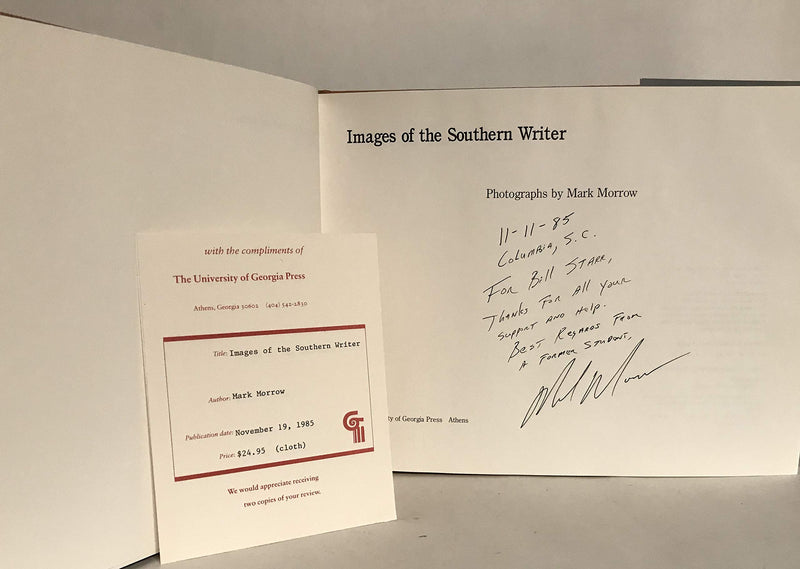 with the compliments of
The University of Georgia Press
Athens, Georgia 30602 (404) 542-2830
Title: Images of the Southern Writer
Author: Mark Morrow
Publication date: November 19, 1985
Price: $24.95 (cloth)
We would appreciate receiving
two copies of your review.
Images of the Southern Writer
Photographs by Mark Morrow
11-11-85
Columbia, S.C.
For Bill Starr,
Thanks for all your
support and help.
Best Regards from
a former student,
Mark Morrow
ty of Georgia Press Athens